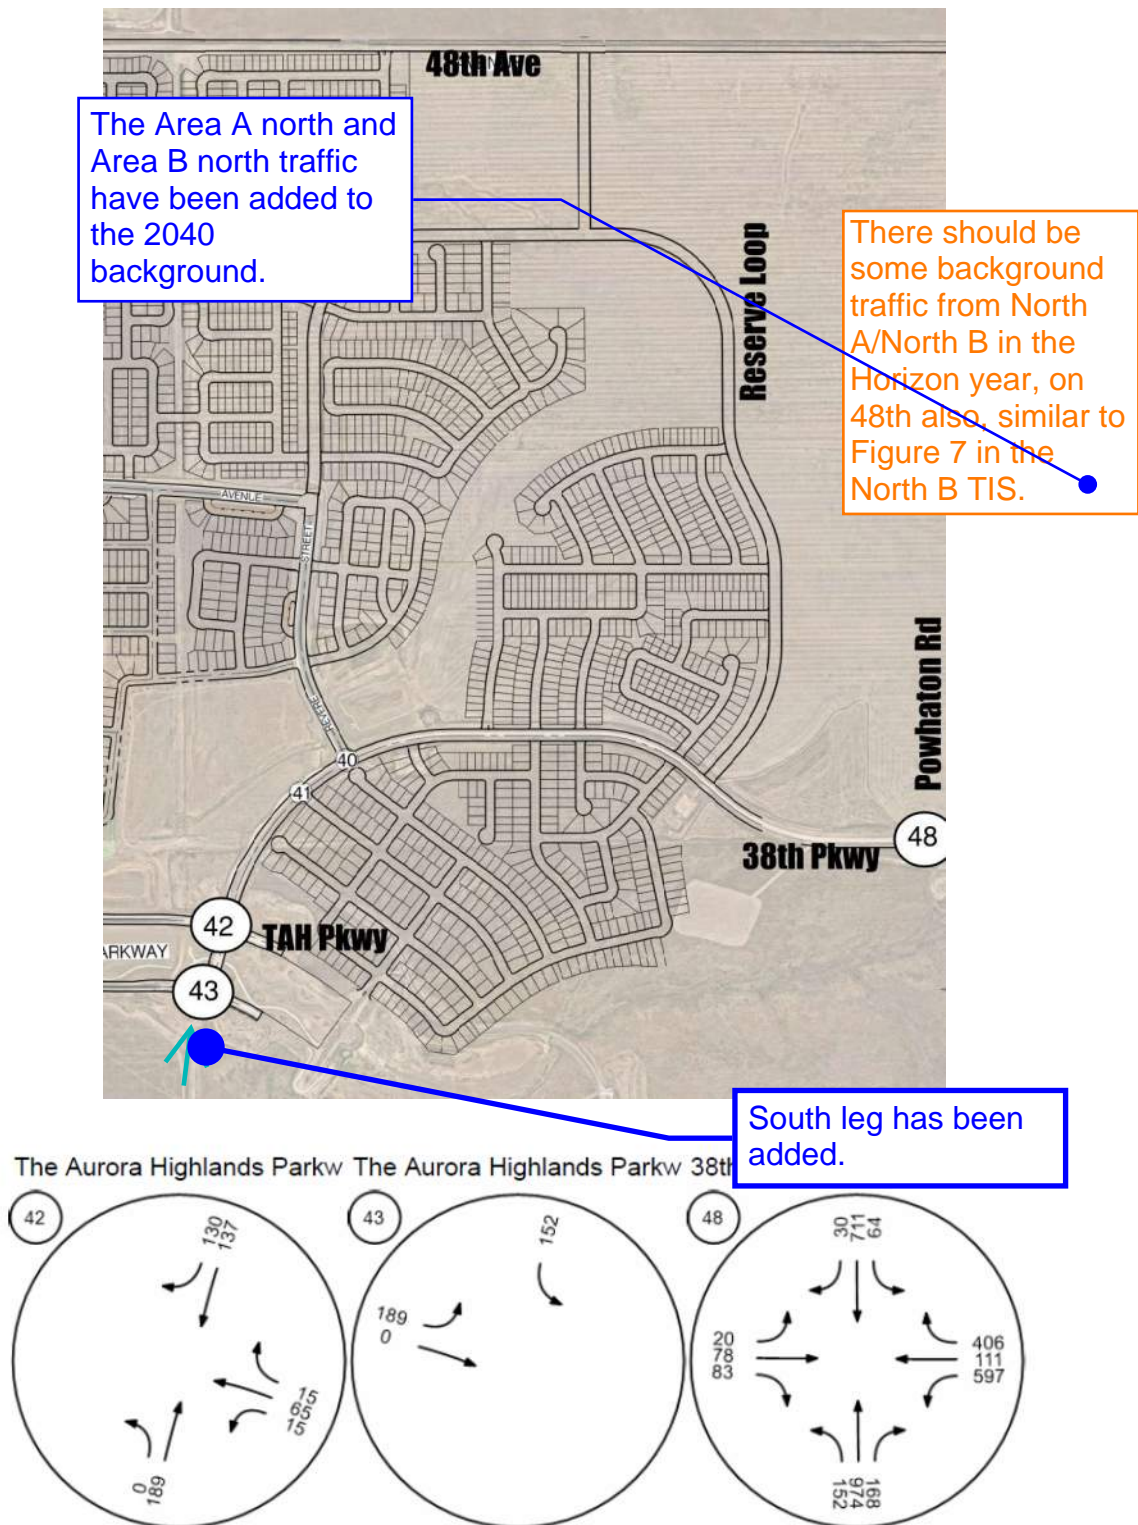 48th Ave
The Area A north and
Area B north traffic
have been added to
the 2040
background.
There should be
some background
traffic from North
A/North B in the
Horizon year, on
48th also, similar to
Figure 7 in the
North B TIS.
Reserve Loop
AVENUE
STREET
REVERE
Powhaton Rd
40
41
48
38th Pkwy
42
TAH Pkwy
ARKWAY
43
South leg has been
added.
The Aurora Highlands Parkw The Aurora Highlands Parkw 38th
42
130
137
15
65
15
0
189
43
152
189
0
48
30
711
64
20
78
83
406
111
597
152
974
168